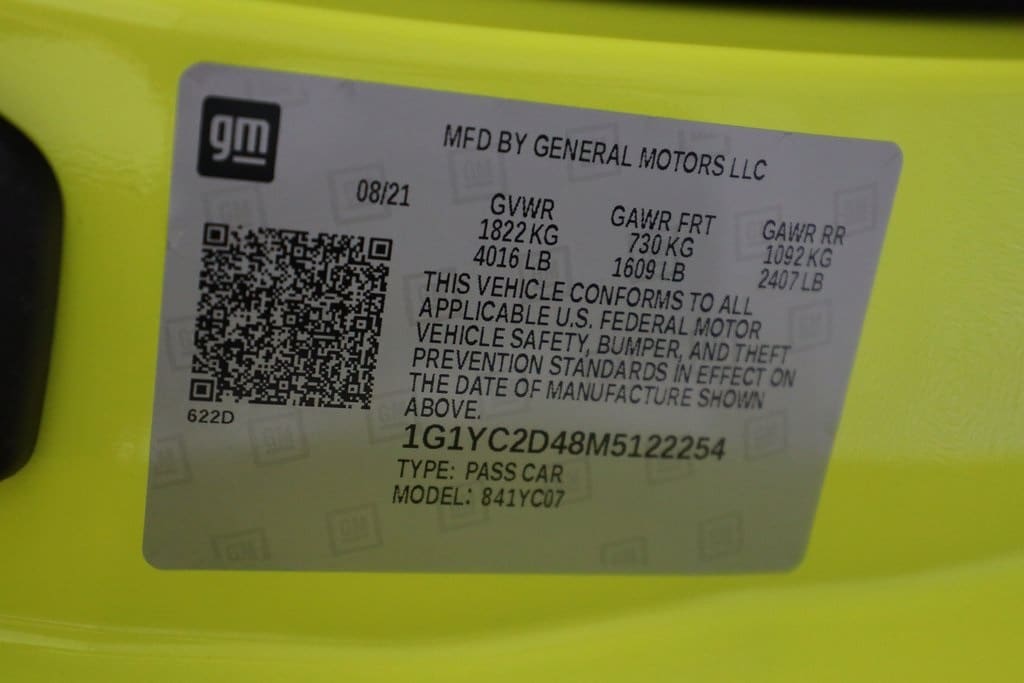 gm
MFD BY GENERAL MOTORS LLC
08/21
GVWR
1822 KG
4016 LB
GAWR FRT
730 KG
1609 LB
GAWR RR
1092 KG
2407 LB
THIS VEHICLE CONFORMS TO ALL
APPLICABLE U.S. FEDERAL MOTOR
VEHICLE SAFETY, BUMPER, AND THEFT
PREVENTION STANDARDS IN EFFECT ON
THE DATE OF MANUFACTURE SHOWN
ABOVE.
622D
1G1YC2D48M5122254
TYPE: PASS CAR
MODEL: 841YC07